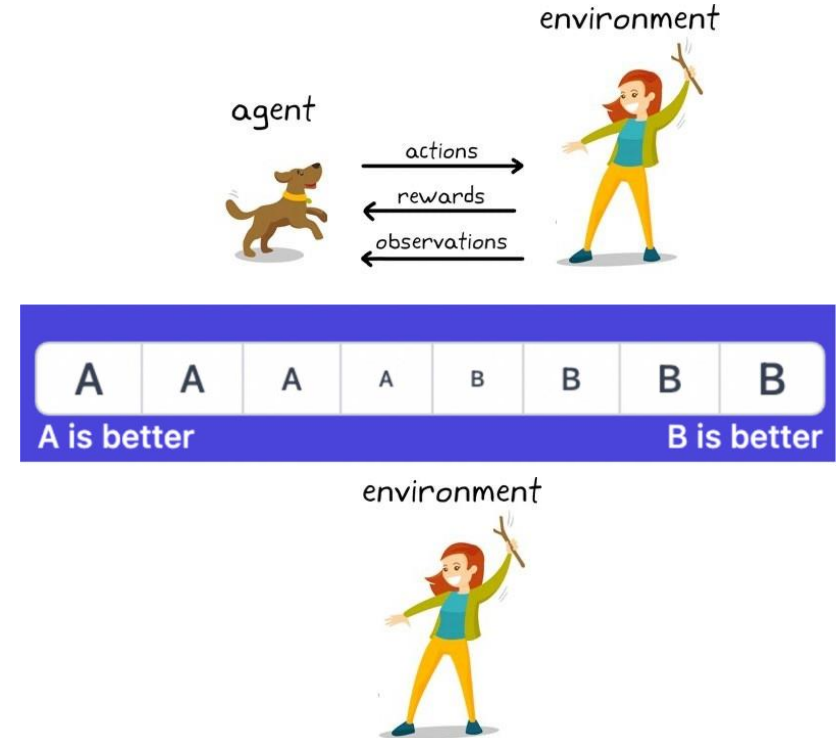 environment
agent
actions
rewards
observations
A A A A B B B B
A is better B is better
environment